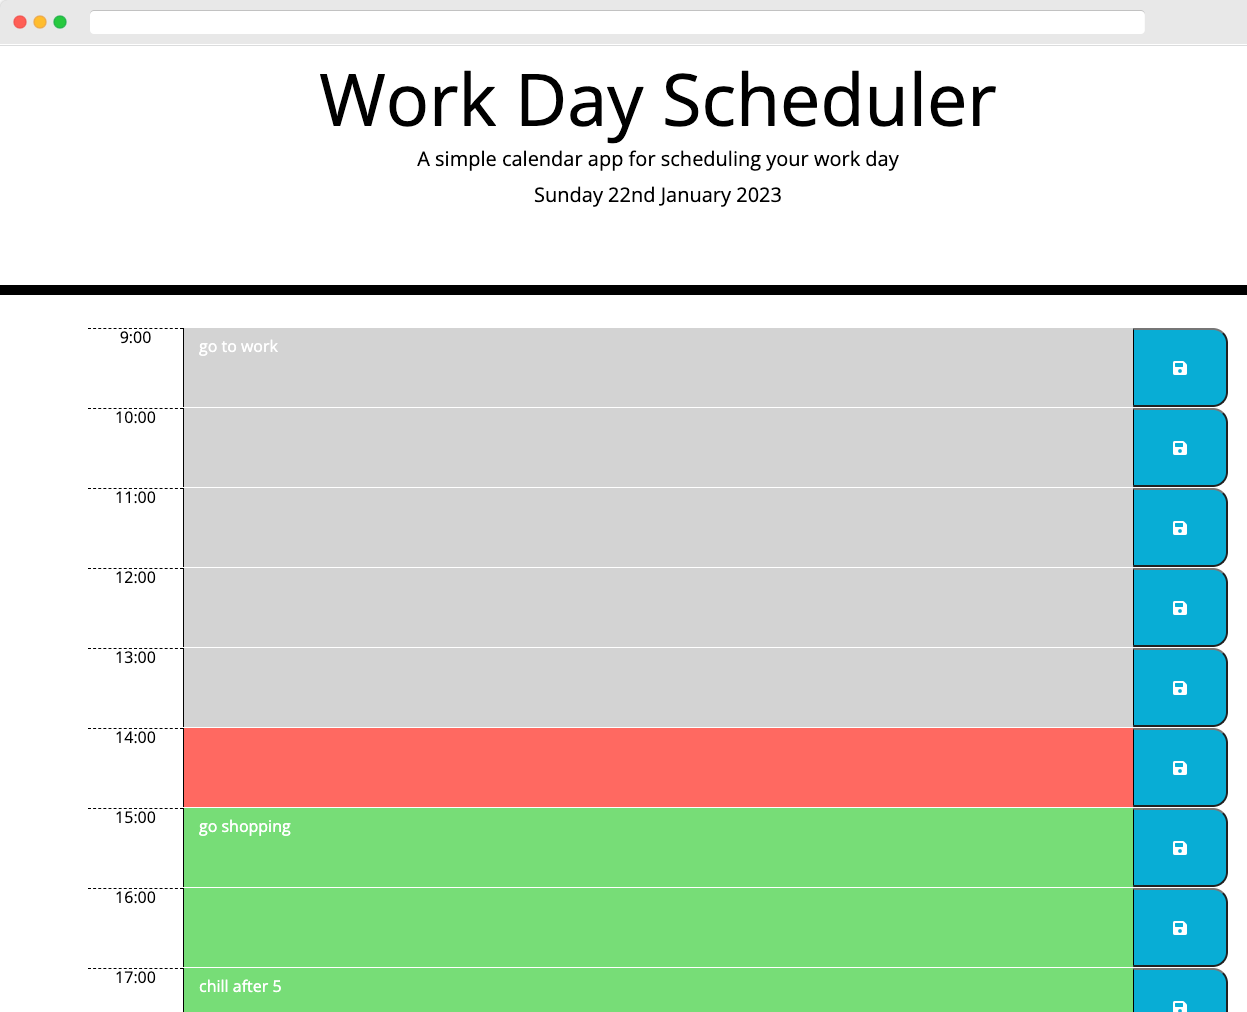 Work Day Scheduler
A simple calendar app for scheduling your work day
Sunday 22nd January 2023
9:00
go to work
10:00
11:00
12:00
13:00
14:00
15:00
go shopping
16:00
17:00
chill after 5